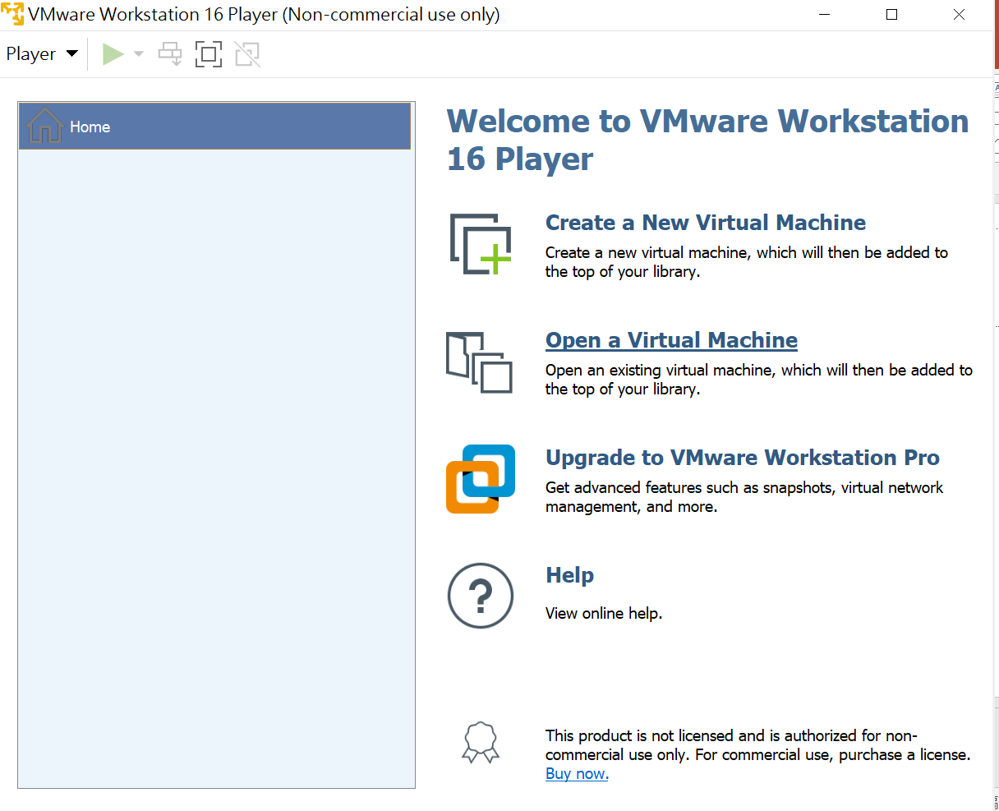 VMware Workstation 16 Player (Non-commercial use only)
Player
Home
Welcome to VMware Workstation
16 Player
Create a New Virtual Machine
Create a new virtual machine, which will then be added to
the top of your library.
Open a Virtual Machine
Open an existing virtual machine, which will then be added to
the top of your library.
Upgrade to VMware Workstation Pro
Get advanced features such as snapshots, virtual network
management, and more.
Help
View online help.
This product is not licensed and is authorized for non-
commercial use only. For commercial use, purchase a license.
Buy now.